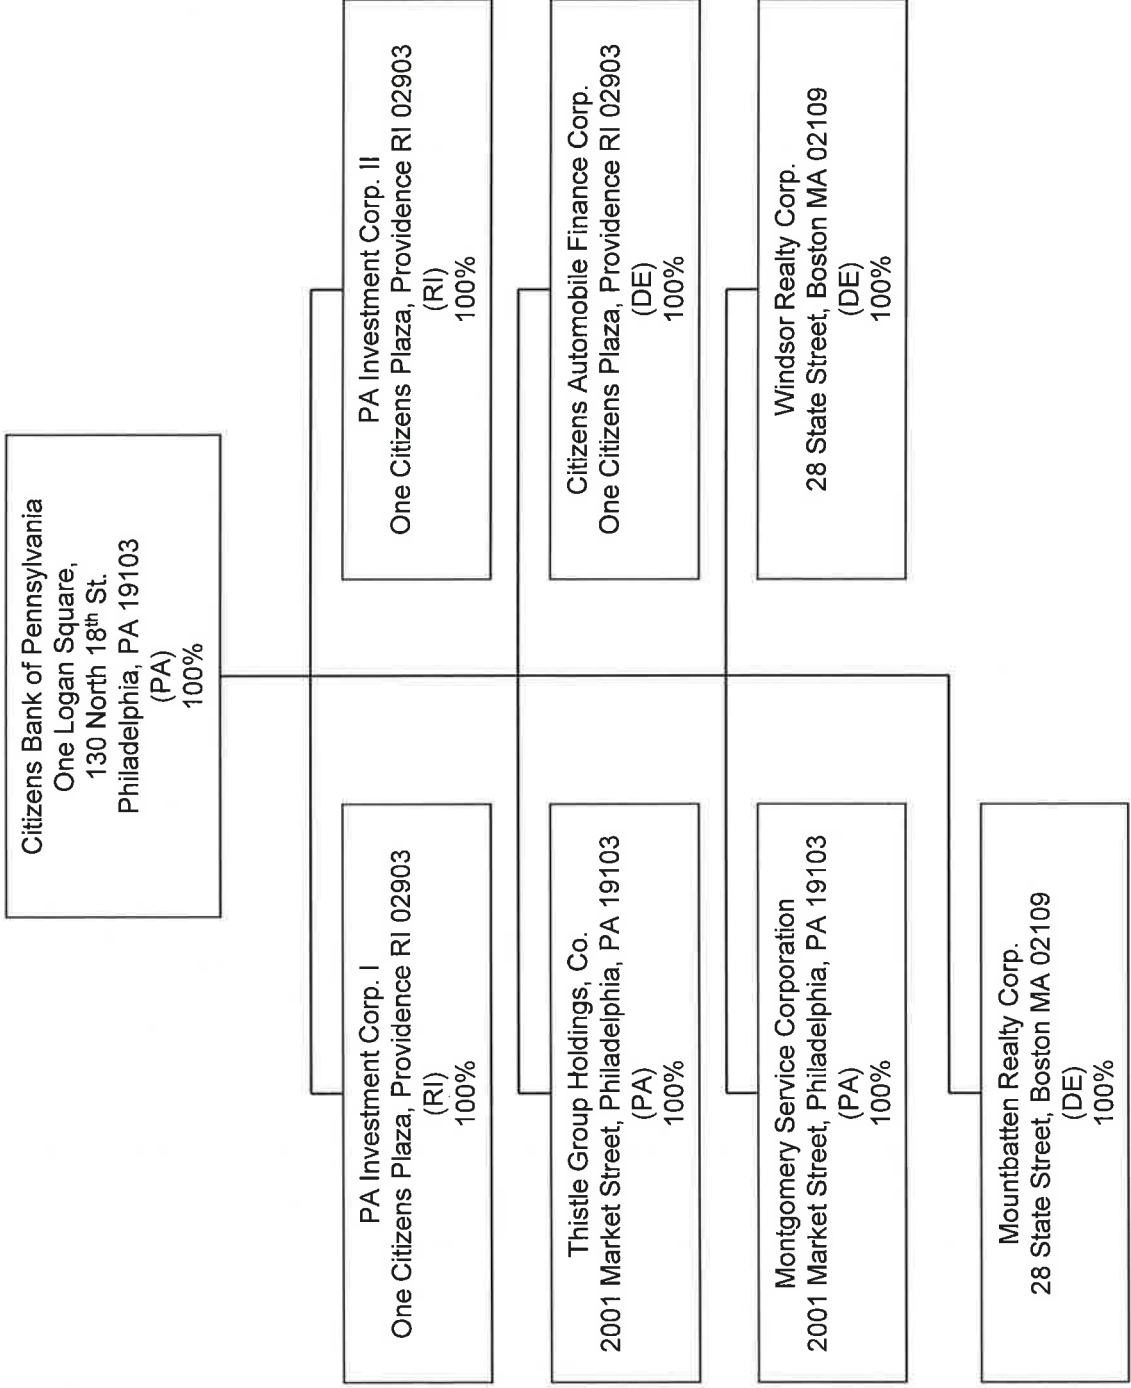 Citizens Bank of Pennsylvania
One Logan Square,
130 North 18th St.
Philadelphia, PA 19103
(PA)
100%
PA Investment Corp. I
One Citizens Plaza, Providence RI 02903
(RI)
100%
PA Investment Corp. II
One Citizens Plaza, Providence RI 02903
(RI)
100%
Thistle Group Holdings, Co.
2001 Market Street, Philadelphia, PA 19103
(PA)
100%
Citizens Automobile Finance Corp.
One Citizens Plaza, Providence RI 02903
(DE)
100%
Montgomery Service Corporation
2001 Market Street, Philadelphia, PA 19103
(PA)
100%
Windsor Realty Corp.
28 State Street, Boston MA 02109
(DE)
100%
Mountbatten Realty Corp.
28 State Street, Boston MA 02109
(DE)
100%